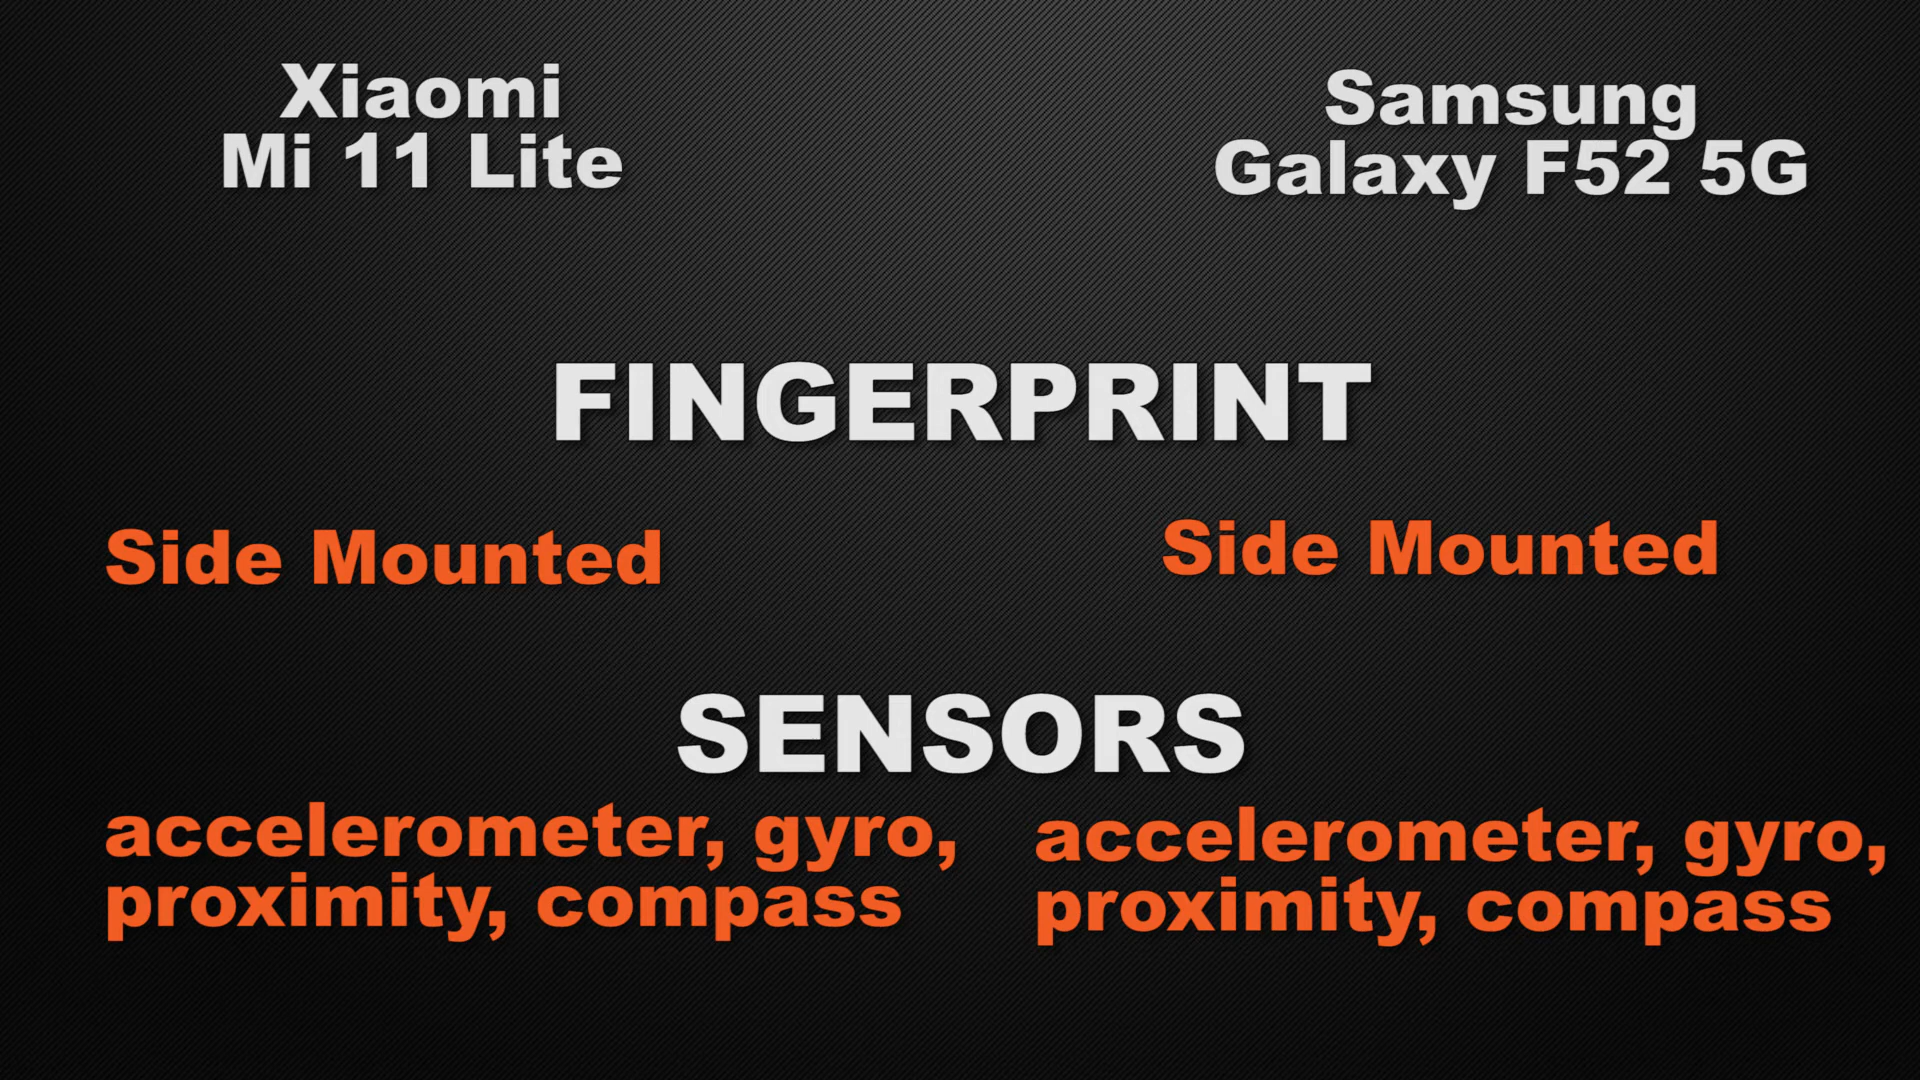 Xiaomi
Mi 11 Lite
Samsung
Galaxy F52 5G
FINGERPRINT
Side Mounted
Side Mounted
SENSORS
accelerometer, gyro,
proximity, compass
accelerometer, gyro,
proximity, compass